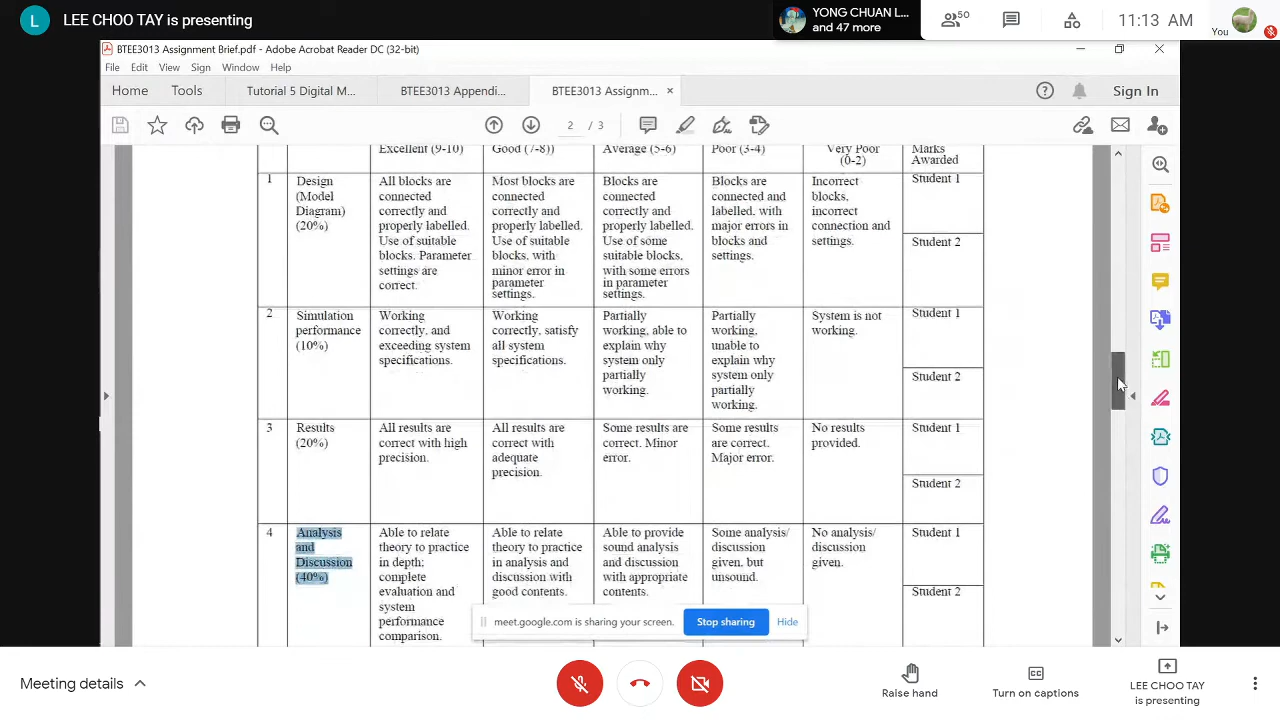 L
LEE CHOO TAY is presenting
YONG CHUAN L...
and 47 more
50
11:13 AM
You
BTEE3013 Assignment Brief.pdf - Adobe Acrobat Reader DC (32-bit)
File Edit View Sign Window Help
Home Tools Tutorial 5 Digital M... BTEE3013 Appendi... BTEE3013 Assignm... ×
Sign In
2 / 3
Excellent (9-10) Good (7-8)) Average (5-6) Poor (3-4) Very Poor (0-2) Marks Awarded
1
Design
(Model
Diagram)
(20%)
All blocks are
connected
correctly and
properly labelled.
Use of suitable
blocks. Parameter
settings are
correct.
Most blocks are
connected
correctly and
properly labelled.
Use of suitable
blocks, with
minor error in
parameter
settings.
Blocks are
connected
correctly and
properly labelled.
Use of some
suitable blocks,
with some errors
in parameter
settings.
Blocks are
connected and
labelled, with
major errors in
blocks and
settings.
Incorrect
blocks,
incorrect
connection and
settings.
Student 1
Student 2
2
Simulation
performance
(10%)
Working
correctly, and
exceeding system
specifications.
Working
correctly, satisfy
all system
specifications.
Partially
working, able to
explain why
system only
partially
working.
Partially
working,
unable to
explain why
system only
partially
working.
System is not
working.
Student 1
Student 2
3
Results
(20%)
All results are
correct with high
precision.
All results are
correct with
adequate
precision.
Some results are
correct. Minor
error.
Some results
are correct.
Major error.
No results
provided.
Student 1
Student 2
4
Analysis
and
Discussion
(40%)
Able to relate
theory to practice
in depth;
complete
evaluation and
system
performance
comparison.
Able to relate
theory to practice
in analysis and
discussion with
good contents.
Able to provide
sound analysis
and discussion
with appropriate
contents.
Some analysis/
discussion
given, but
unsound.
No analysis/
discussion
given.
Student 1
Student 2
meet.google.com is sharing your screen. Stop sharing Hide
Meeting details
Raise hand
Turn on captions
LEE CHOO TAY
is presenting